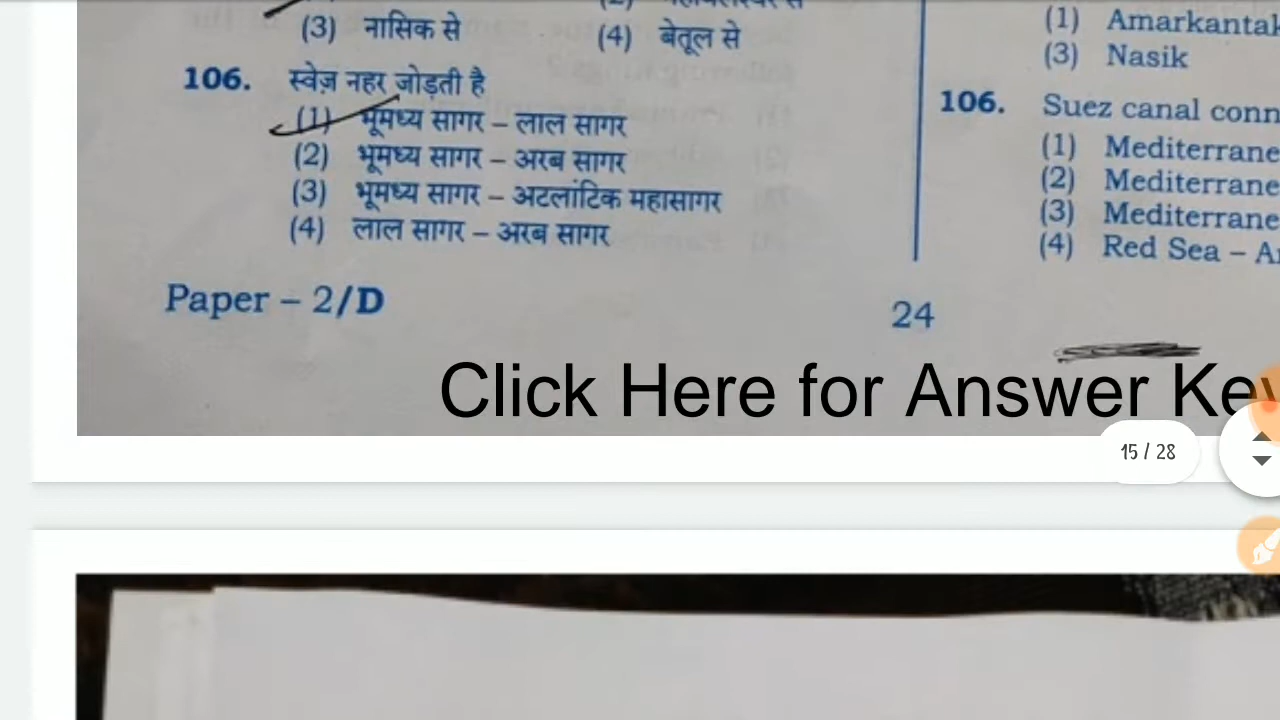 (3) नासिक से (4) बेतूल से
106. स्वेज़ नहर जोड़ती है
(1) भूमध्य सागर – लाल सागर
(2) भूमध्य सागर – अरब सागर
(3) भूमध्य सागर – अटलांटिक महासागर
(4) लाल सागर – अरब सागर
Paper – 2/D
(1) Amarkantak
(3) Nasik
106. Suez canal conn
(1) Mediterrane
(2) Mediterrane
(3) Mediterrane
(4) Red Sea – A
24
Click Here for Answer Key
15 / 28